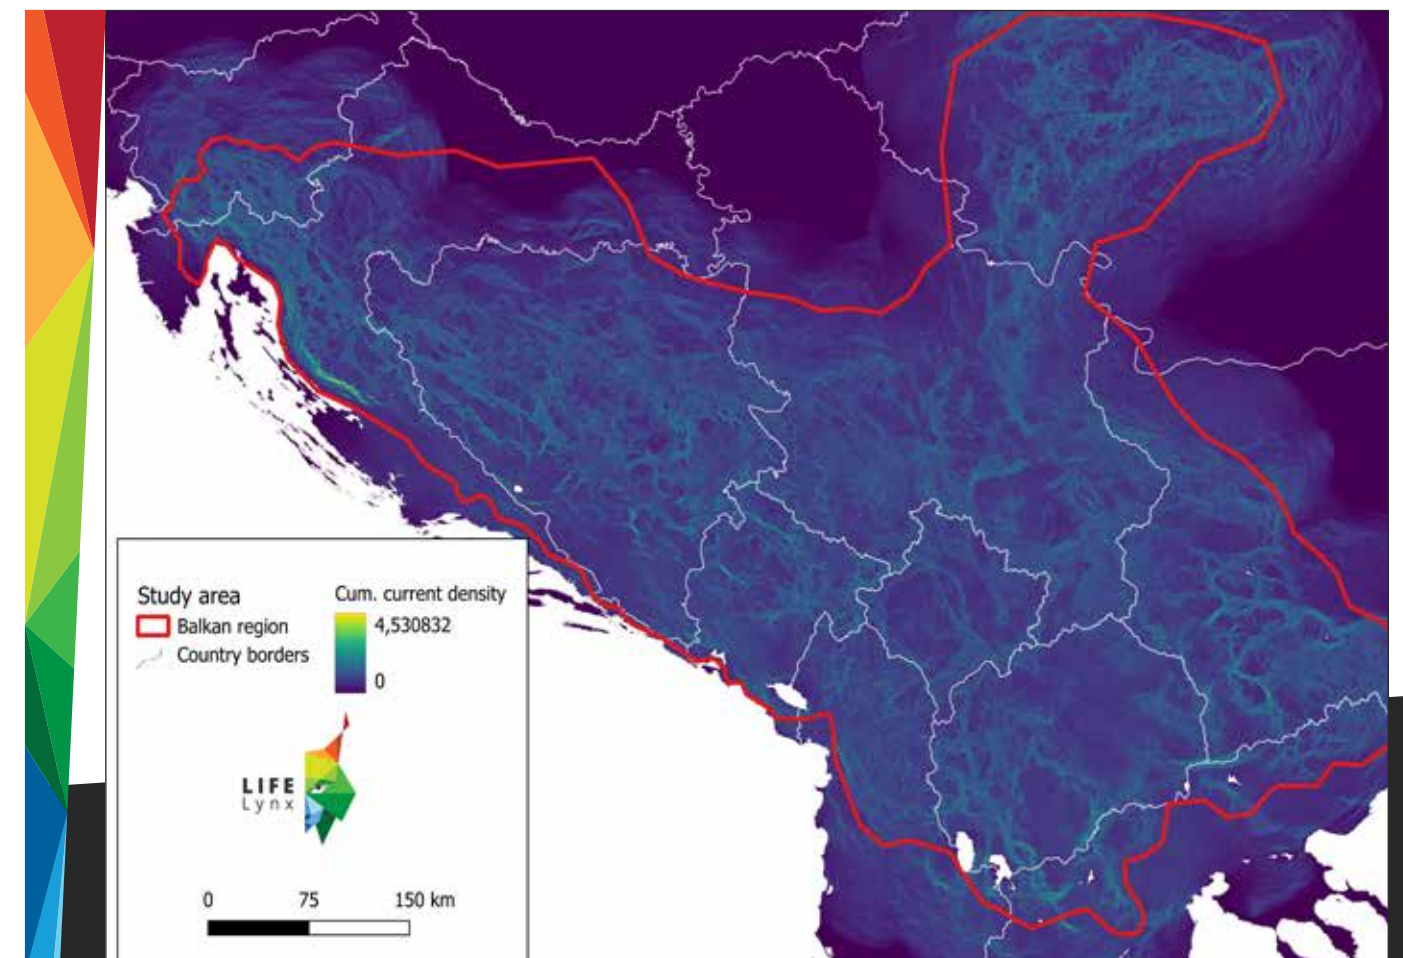 Study area
Balkan region
Country borders
Cum. current density
4,530832
0
LIFE
Lynx
0 75 150 km